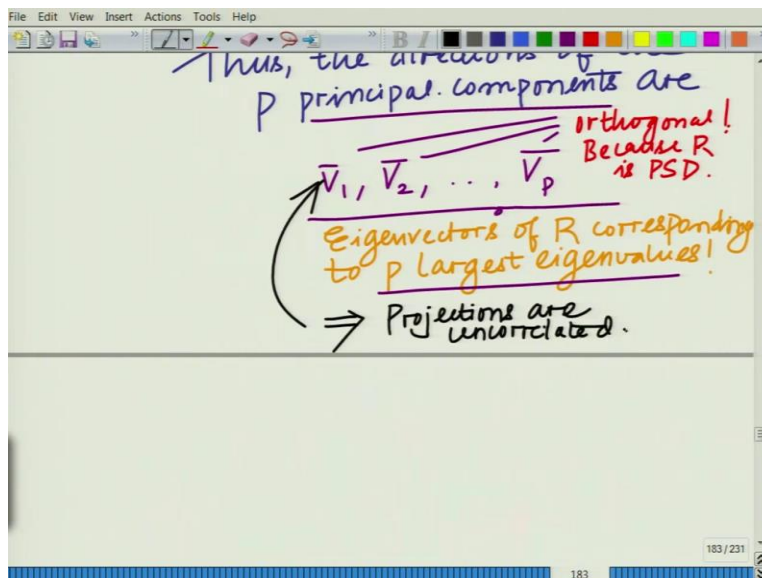 File Edit View Insert Actions Tools Help
B I
Thus, the directions of the
P principal components are
orthogonal!
Because R
is PSD.
V̄1, V̄2, ..., V̄p
Eigenvectors of R corresponding
to p largest eigenvalues!
⇒ Projections are
uncorrelated.
183 / 231
183